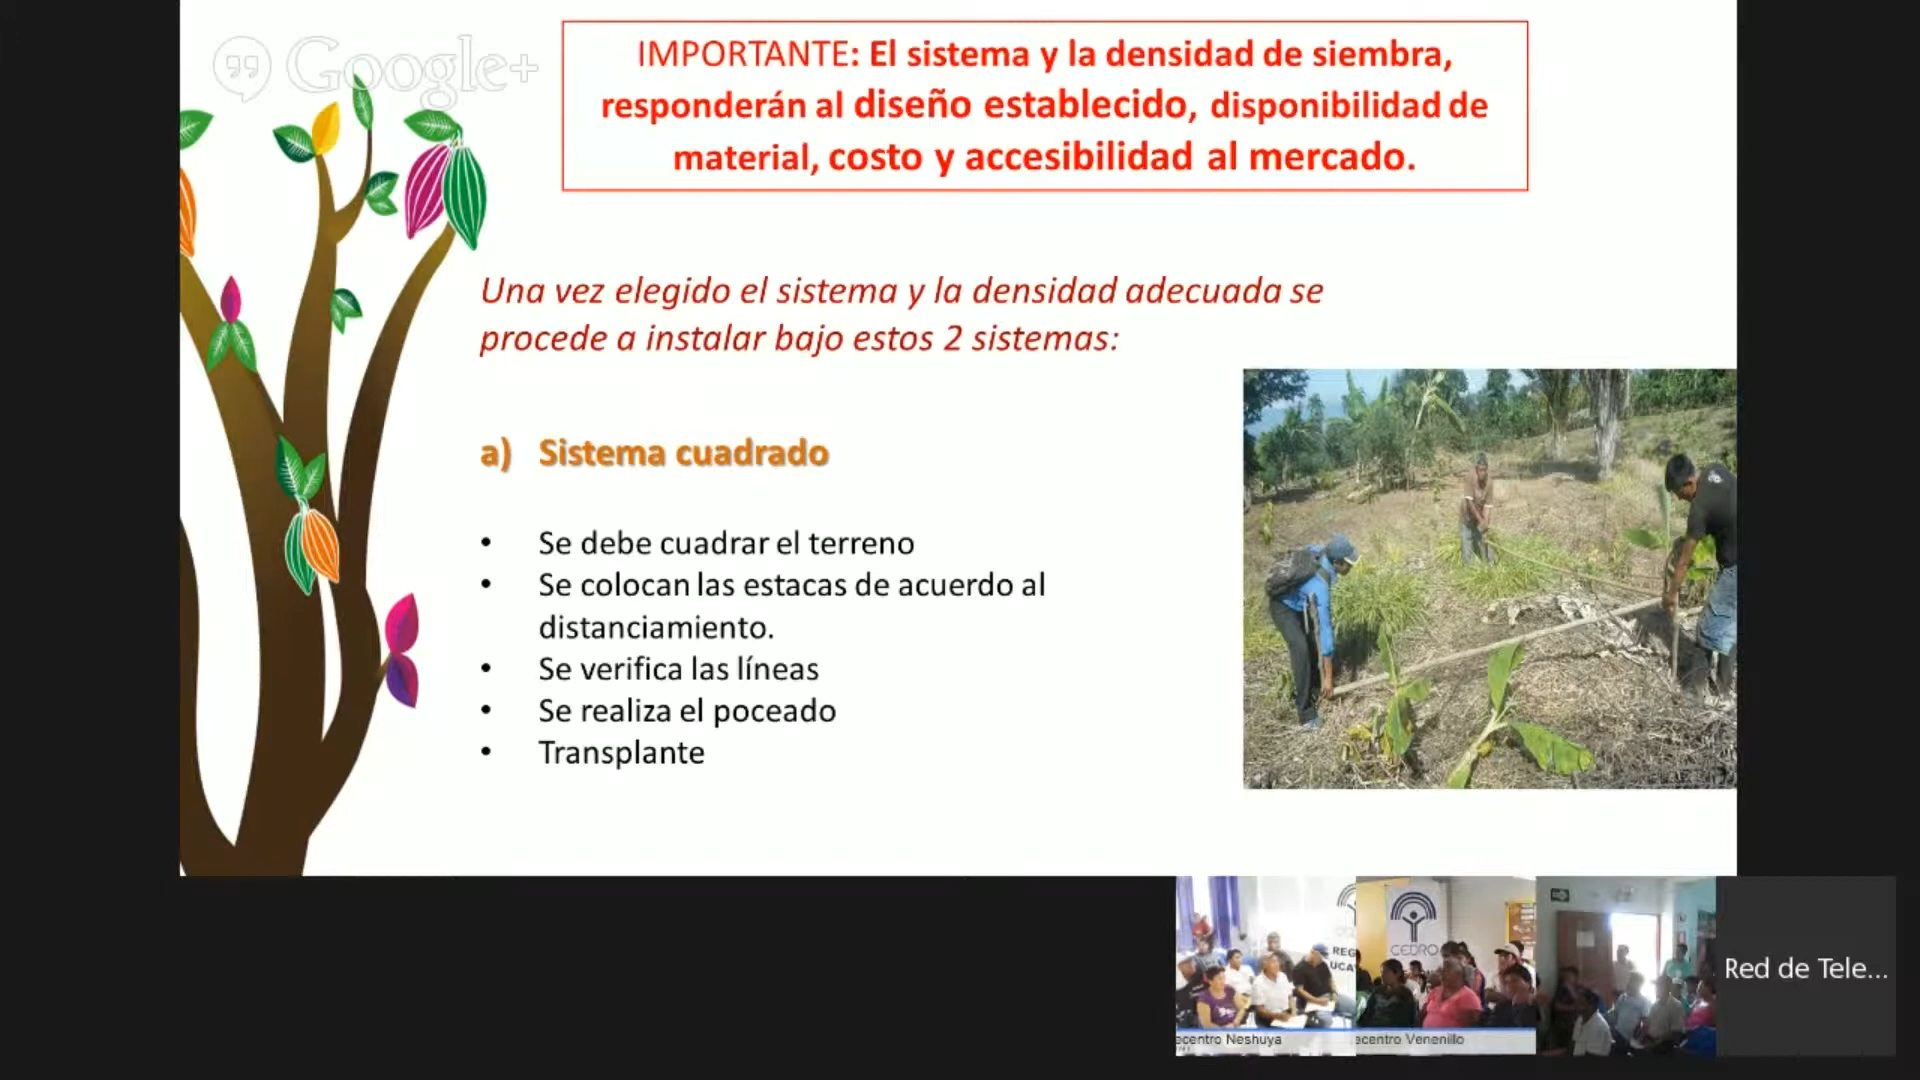 Google+
IMPORTANTE: El sistema y la densidad de siembra,
responderán al diseño establecido, disponibilidad de
material, costo y accesibilidad al mercado.
Una vez elegido el sistema y la densidad adecuada se
procede a instalar bajo estos 2 sistemas:
a) Sistema cuadrado
• Se debe cuadrar el terreno
• Se colocan las estacas de acuerdo al
distanciamiento.
• Se verifica las líneas
• Se realiza el poceado
• Transplante
REG
UCA
CEDRO
ecentro Neshuya
ecentro Venenillo
Red de Tele...